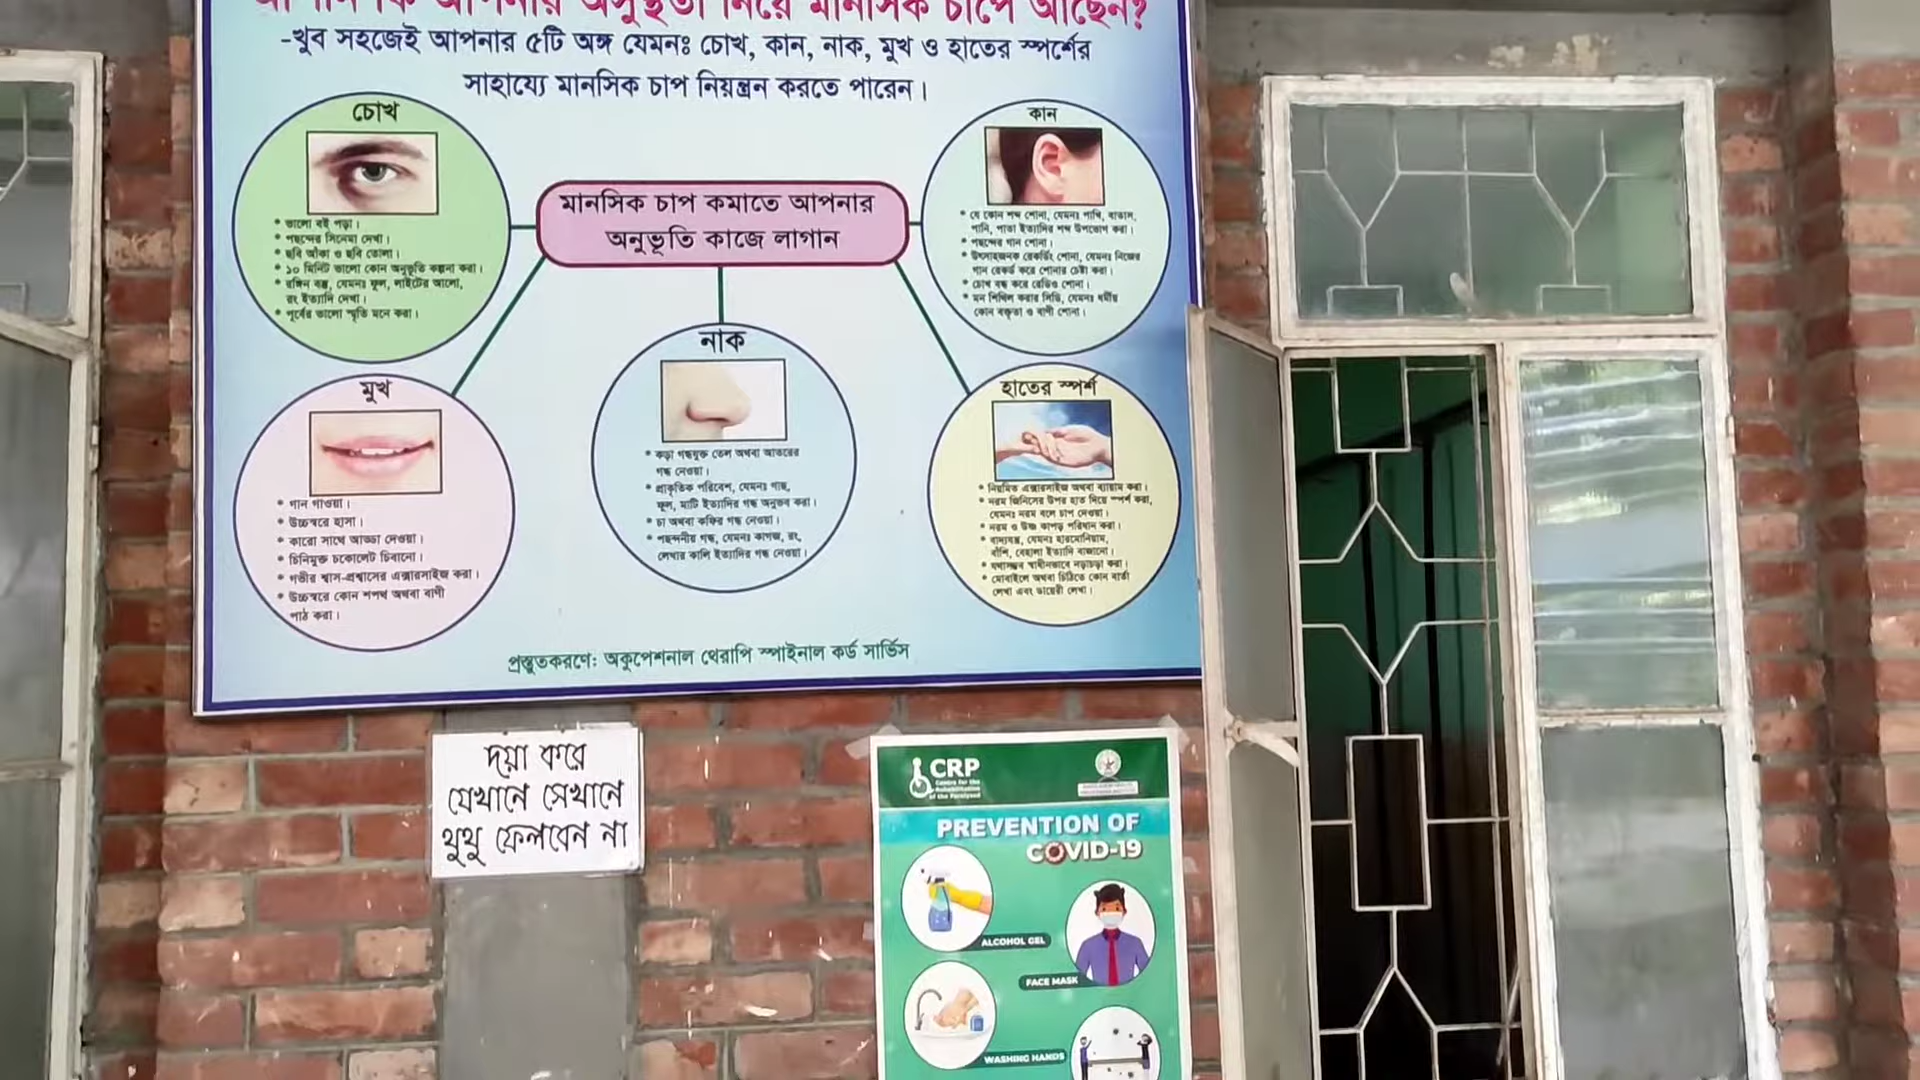 আপনি কি আপনার অসুস্থতা নিয়ে মানসিক চাপে আছেন?
-খুব সহজেই আপনার ৫টি অঙ্গ যেমনঃ চোখ, কান, নাক, মুখ ও হাতের স্পর্শের
সাহায্যে মানসিক চাপ নিয়ন্ত্রন করতে পারেন।
চোখ
* ভালো বই পড়া।
* পছন্দের সিনেমা দেখা।
* ছবি আঁকা ও ছবি তোলা।
* ১০ মিনিট ভালো কোন অনুভূতি কল্পনা করা।
* রঙ্গিন বস্তু, যেমনঃ ফুল, লাইটের আলো,
রং ইত্যাদি দেখা।
* পূর্বের ভালো স্মৃতি মনে করা।
মানসিক চাপ কমাতে আপনার
অনুভূতি কাজে লাগান
কান
* যে কোন শব্দ শোনা, যেমনঃ পাখি, বাতাস,
পানি, পাতা ইত্যাদির শব্দ উপভোগ করা।
* পছন্দের গান শোনা।
* উৎসাহজনক রেকর্ডিং শোনা, যেমনঃ নিজের
গান রেকর্ড করে শোনার চেষ্টা করা।
* চোখ বন্ধ করে রেডিও শোনা।
* মন শিথিল করার সিডি, যেমনঃ ধর্মীয়
কোন বক্তৃতা ও বাণী শোনা।
মুখ
* গান গাওয়া।
* উচ্চস্বরে হাসা।
* কারো সাথে আড্ডা দেওয়া।
* চিনিমুক্ত চকোলেট চিবানো।
* গভীর শ্বাস-প্রশ্বাসের এক্সারসাইজ করা।
* উচ্চস্বরে কোন শপথ অথবা বাণী
পাঠ করা।
নাক
* কড়া গন্ধযুক্ত তেল অথবা আতরের
গন্ধ নেওয়া।
* প্রাকৃতিক পরিবেশ, যেমনঃ গাছ,
ফুল, মাটি ইত্যাদির গন্ধ অনুভব করা।
* চা অথবা কফির গন্ধ নেওয়া।
* পছন্দনীয় গন্ধ, যেমনঃ কাগজ, রং,
লেখার কালি ইত্যাদির গন্ধ নেওয়া।
হাতের স্পর্শ
* নিয়মিত এক্সারসাইজ অথবা ব্যায়াম করা।
* নরম জিনিসের উপর হাত দিয়ে স্পর্শ করা,
যেমনঃ নরম বলে চাপ দেওয়া।
* নরম ও উষ্ণ কাপড় পরিধান করা।
* বাদ্যযন্ত্র, যেমনঃ হারমোনিয়াম,
বাঁশি, বেহালা ইত্যাদি বাজানো।
* যথাসম্ভব স্বাধীনভাবে নড়াচড়া করা।
* মোবাইলে অথবা চিঠিতে কোন বার্তা
লেখা এবং ডায়েরী লেখা।
প্রস্তুতকরণে: অকুপেশনাল থেরাপি স্পাইনাল কর্ড সার্ভিস
দয়া করে
যেখানে সেখানে
থুথু ফেলবেন না
CRP
Centre for the
Rehabilitation
of the Paralysed
PREVENTION OF
COVID-19
ALCOHOL GEL
FACE MASK
WASHING HANDS